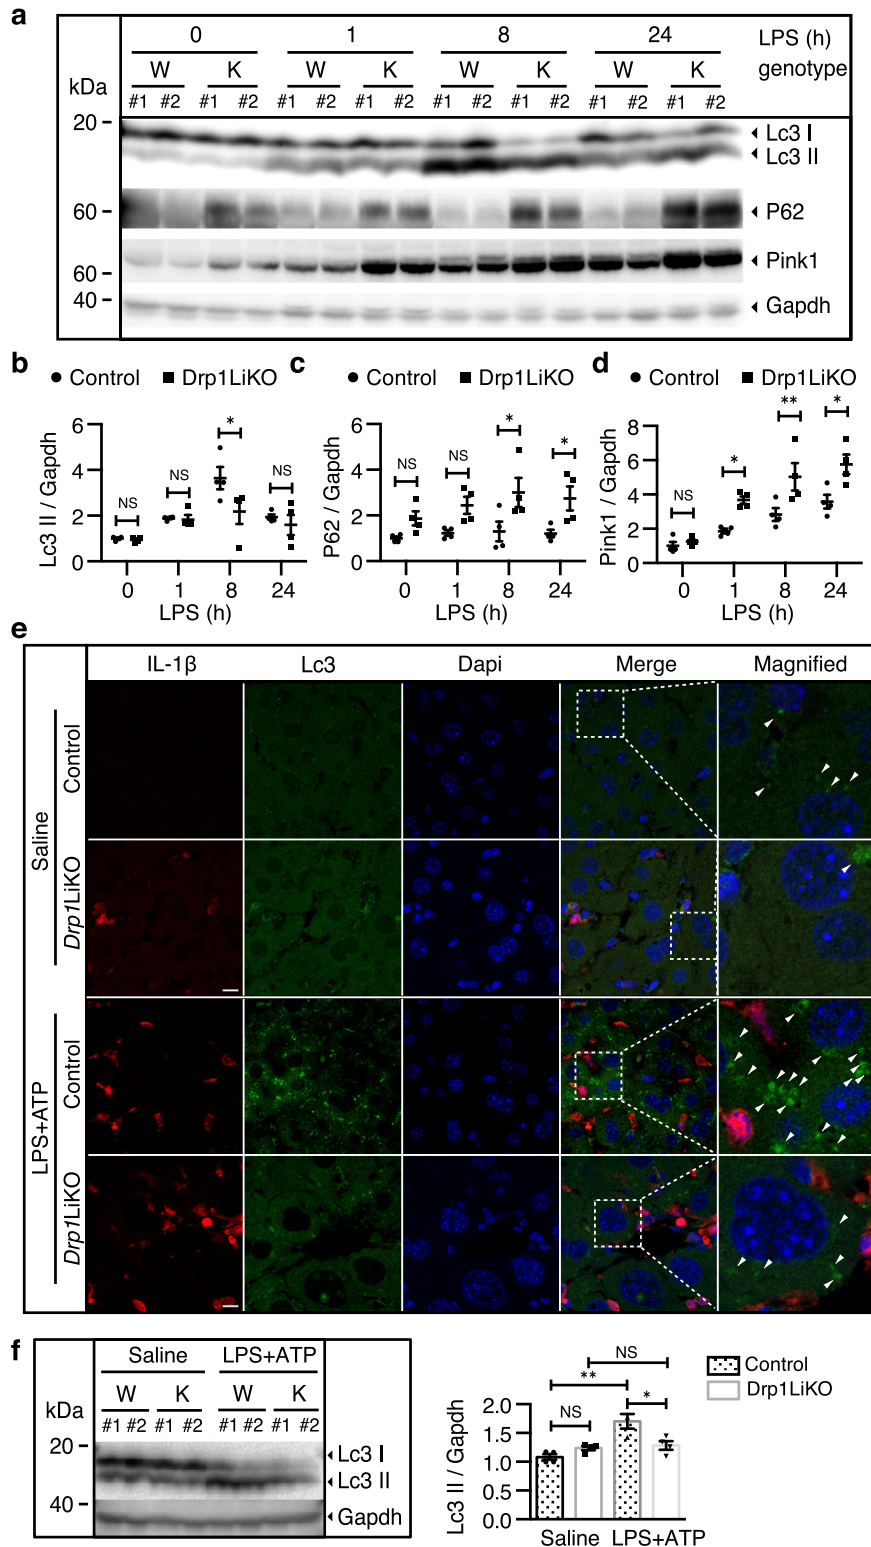 a
0 1 8 24 LPS (h)
W K W K W K W K genotype
kDa
#1 #2 #1 #2 #1 #2 #1 #2 #1 #2 #1 #2 #1 #2 #1 #2
20
Lc3 I
Lc3 II
60 P62
Pink1
60
40
Gapdh
b Control Drp1LiKO
Lc3 II / Gapdh
6
4
2
0
NS NS * NS
0 1 8 24
LPS (h)
c Control Drp1LiKO
P62 / Gapdh
6
4
2
0
NS NS * *
0 1 8 24
LPS (h)
d Control Drp1LiKO
Pink1 / Gapdh
8
6
4
2
0
NS * ** *
0 1 8 24
LPS (h)
e
IL-1β Lc3 Dapi Merge Magnified
Saline
Control
Drp1LiKO
LPS+ATP
Control
Drp1LiKO
f
Saline LPS+ATP
W K W K
kDa
#1 #2 #1 #2 #1 #2 #1 #2
20
Lc3 I
Lc3 II
40
Gapdh
Lc3 II / Gapdh
2.0
1.5
1.0
0.5
0.0
NS
**
NS *
Saline LPS+ATP
Control
Drp1LiKO